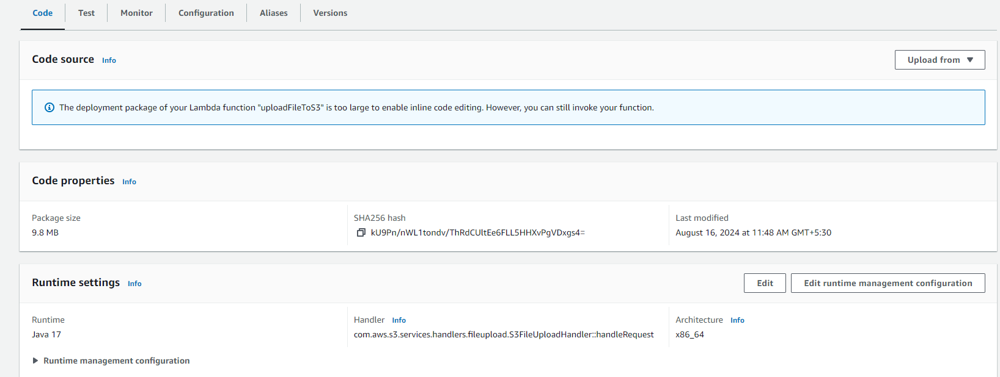 Code Test Monitor Configuration Aliases Versions
Code source Info Upload from
The deployment package of your Lambda function "uploadFileToS3" is too large to enable inline code editing. However, you can still invoke your function.
Code properties Info
Package size SHA256 hash Last modified
9.8 MB kU9Pn/nWL1tondv/ThRdCUltEe6FLL5HHXvPgVDxgs4= August 16, 2024 at 11:48 AM GMT+5:30
Runtime settings Info Edit Edit runtime management configuration
Runtime Handler Info Architecture Info
Java 17 com.aws.s3.services.handlers.fileupload.S3FileUploadHandler::handleRequest x86_64
Runtime management configuration